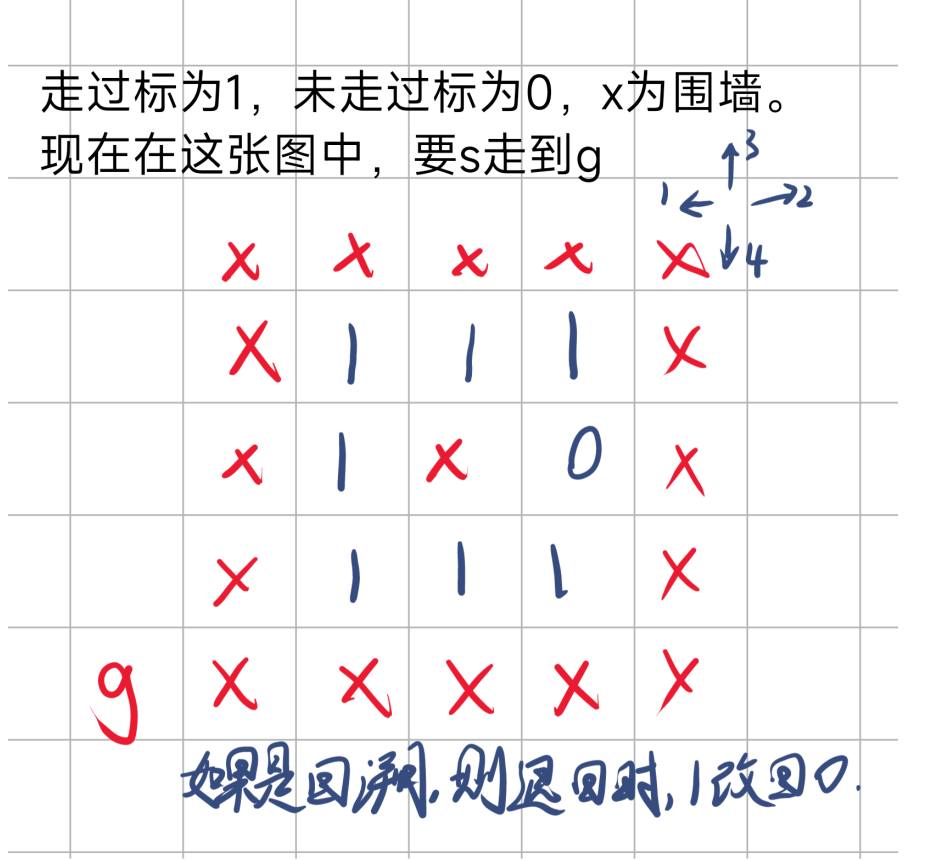 走过标为1，未走过标为0，x为围墙。
现在在这张图中，要s走到g
↑3
1← →2
x x x x x ↓4
x 1 1 1 x
x 1 x 0 x
x 1 1 1 x
g x x x x x
如果是回溯，则退回时，1改回0.